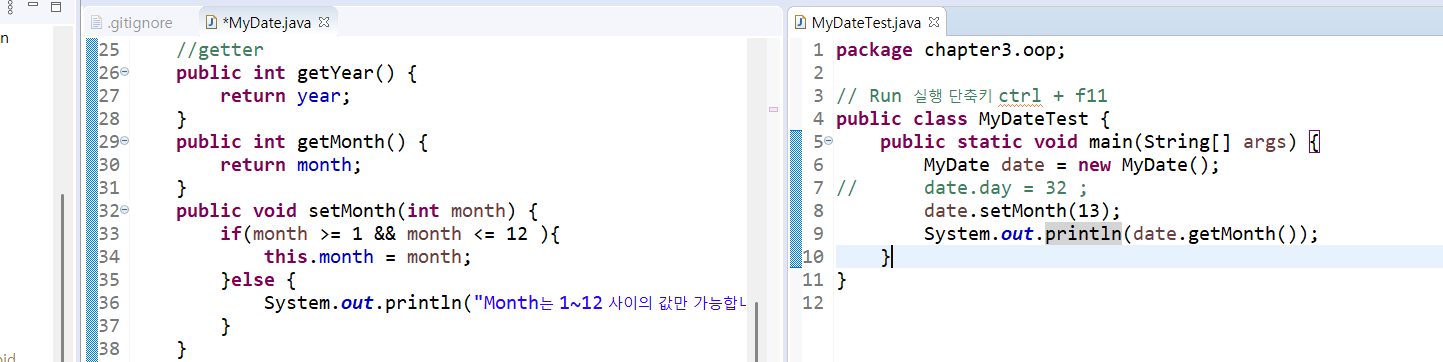 n
.gitignore
*MyDate.java
25 //getter
26 public int getYear() {
27 return year;
28 }
29 public int getMonth() {
30 return month;
31 }
32 public void setMonth(int month) {
33 if(month >= 1 && month <= 12 ){
34 this.month = month;
35 }else {
36 System.out.println("Month는 1~12 사이의 값만 가능합니
37 }
38 }
MyDateTest.java
1 package chapter3.oop;
2
3 // Run 실행 단축키 ctrl + f11
4 public class MyDateTest {
5 public static void main(String[] args) {
6 MyDate date = new MyDate();
7 // date.day = 32 ;
8 date.setMonth(13);
9 System.out.println(date.getMonth());
10 }
11 }
12